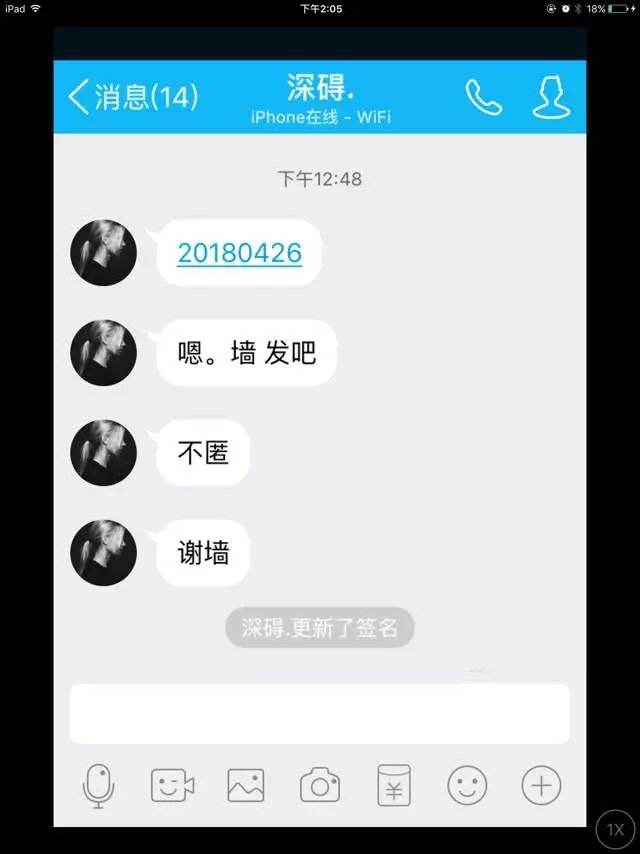 iPad 下午2:05 18%
消息(14) 深碍.
iPhone在线 - WiFi
下午12:48
20180426
嗯。墙 发吧
不匿
谢墙
深碍.更新了签名
¥
1X